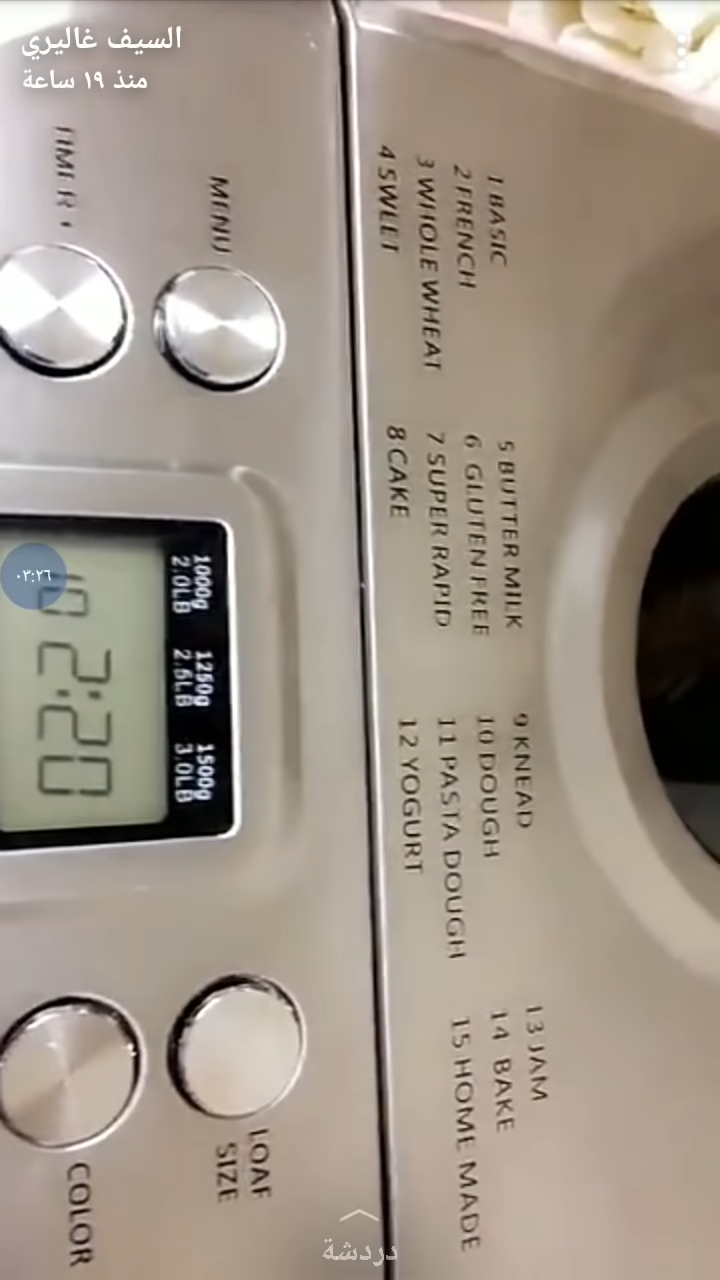 السيف غاليري
منذ ١٩ ساعة
1 BASIC
2 FRENCH
3 WHOLE WHEAT
4 SWEET
5 BUTTER MILK
6 GLUTEN FREE
7 SUPER RAPID
8 CAKE
9 KNEAD
10 DOUGH
11 PASTA DOUGH
12 YOGURT
13 JAM
14 BAKE
15 HOME MADE
MENU
TIMER +
1000g 1250g 1500g
2.0LB 2.5LB 3.0LB
2:20
٠٣:٢٦
LOAF
SIZE
COLOR
دردشة